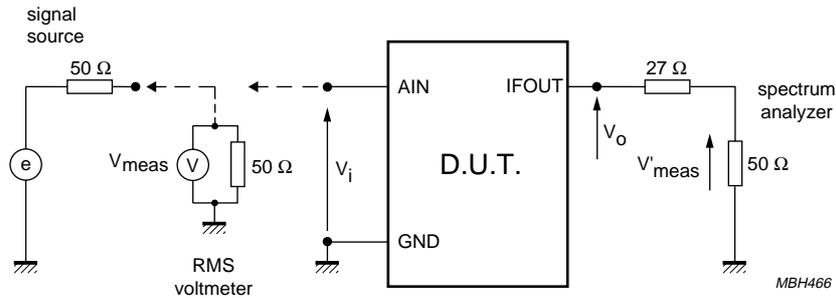 signal
source
50 Ω
e
Vmeas
V
50 Ω
RMS
voltmeter
Vi
AIN
GND
D.U.T.
IFOUT
Vo
27 Ω
V'meas
50 Ω
spectrum
analyzer
MBH466